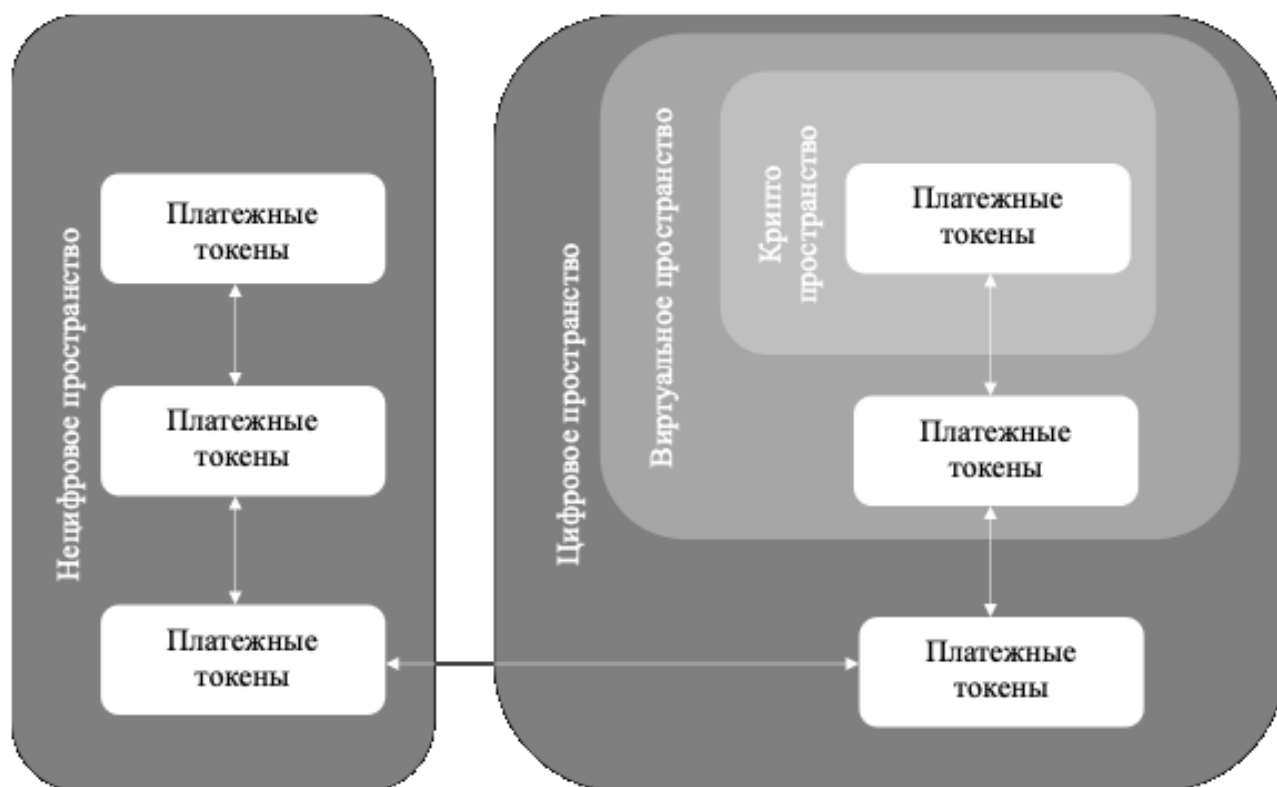 Нецифровое пространство
Платежные
токены
Платежные
токены
Платежные
токены
Цифровое пространство
Виртуальное пространство
Крипто
пространство
Платежные
токены
Платежные
токены
Платежные
токены